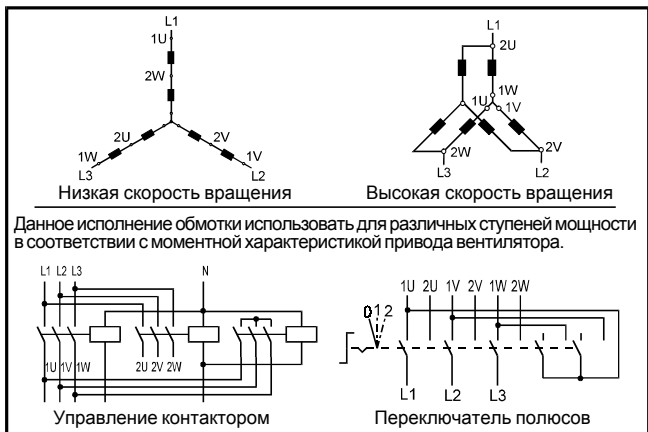 L1
1U
2W
2U
2V
1W
1V
L3
L2
Низкая скорость вращения
L1
2U
1W
1U
1V
2W
2V
L3
L2
Высокая скорость вращения
Данное исполнение обмотки использовать для различных ступеней мощности
в соответствии с моментной характеристикой привода вентилятора.
L1 L2 L3
N
1U 1V 1W
2U 2V 2W
Управление контактором
1U 2U 1V 2V 1W 2W
0 1 2
L1 L2 L3
Переключатель полюсов